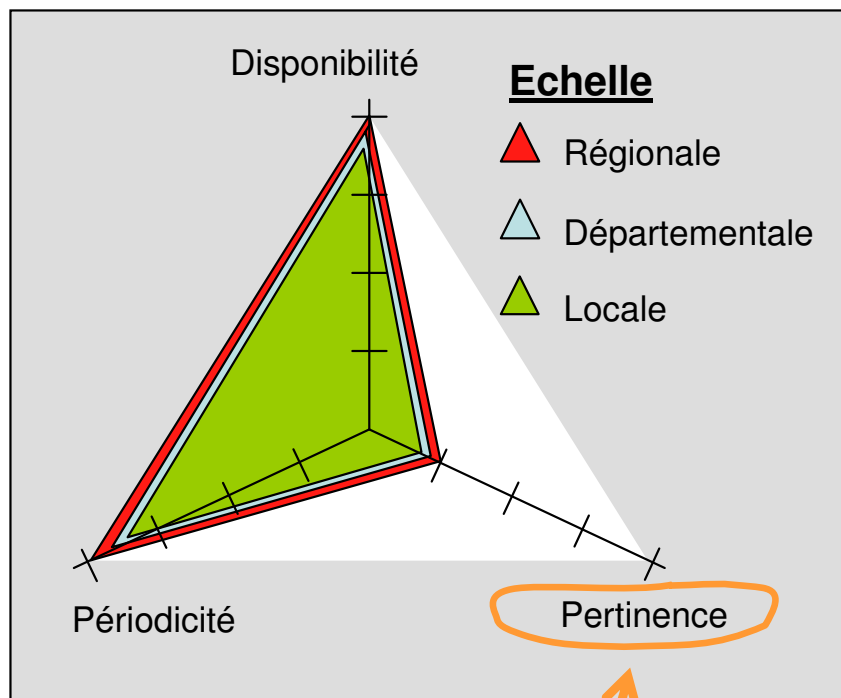 Disponibilité
Echelle
Régionale
Départementale
Locale
Périodicité
Pertinence